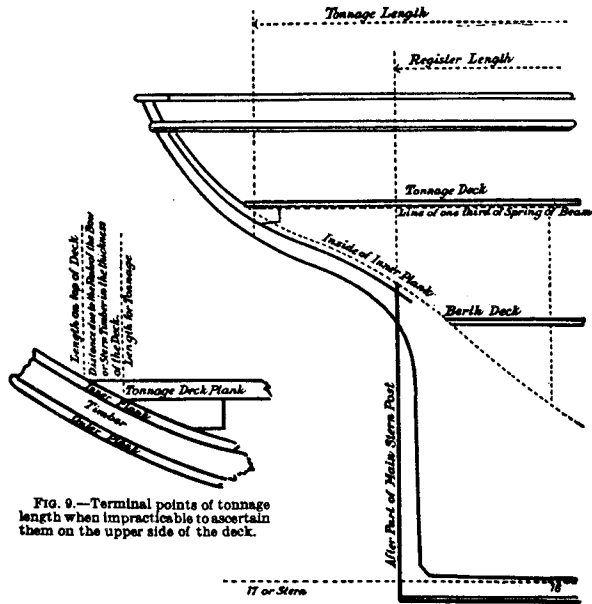 Tonnage Length
Register Length
Tonnage Deck
Line of one third of Spring of Beam
Inside of Inner Plank
Berth Deck
Length on top of Deck
Distance due to the Rake of the Bow
or Stern Timber in the thickness
of the Deck.
Length for Tonnage
Tonnage Deck Plank
Inner Plank
Timber
Outer Plank
After Part of Main Stern Post
FIG. 9.—Terminal points of tonnage
length when impracticable to ascertain
them on the upper side of the deck.
17 or Stern
16